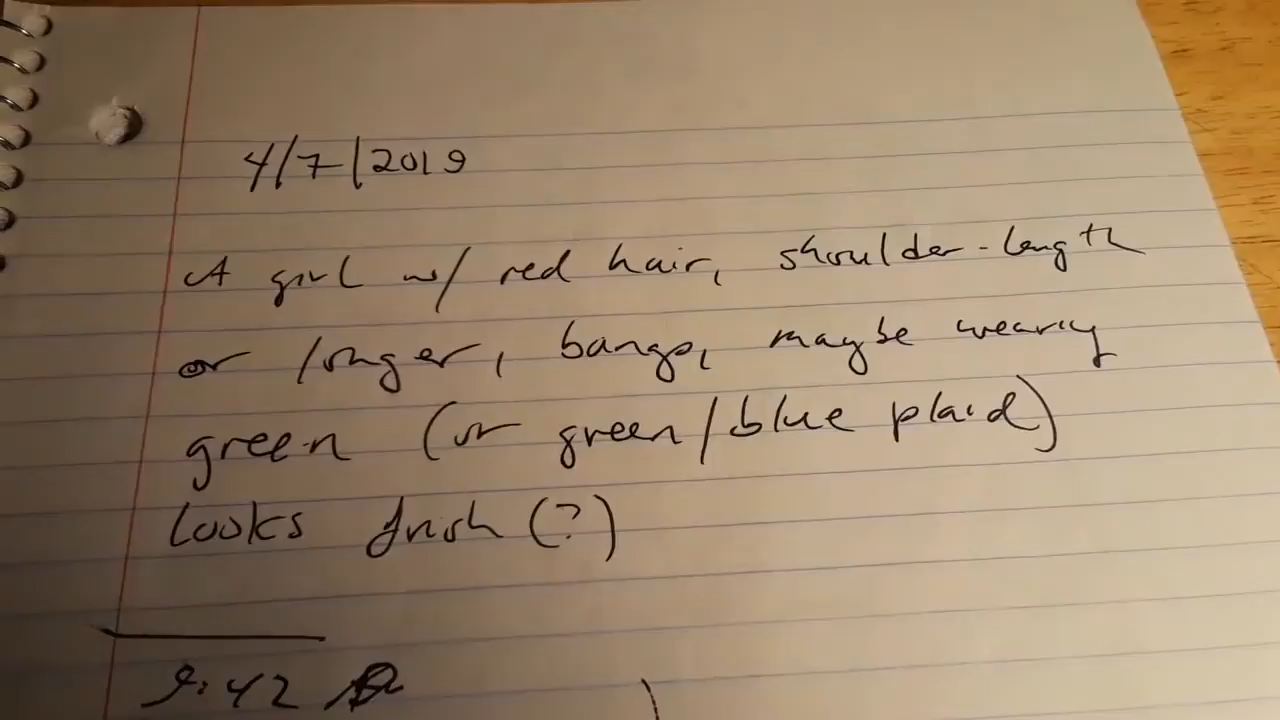 4/7/2019
A girl w/ red hair, shoulder-length
or longer, bangs, maybe wearing
green (or green/blue plaid)
looks Irish (?)
9:42